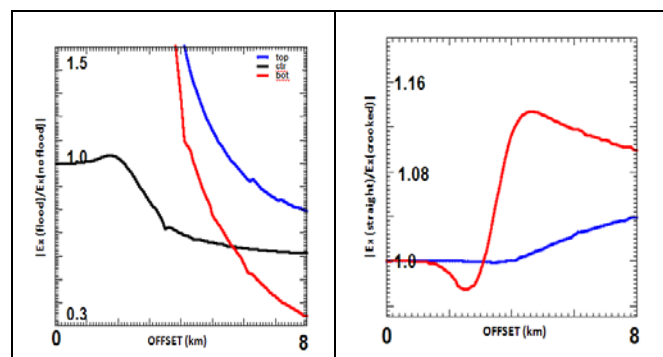 |Ex (flood)/Ex(no flood)|
1.5
1.0
0.3
0
8
OFFSET (km)
top
ctr
bot
|Ex (straight)/Ex(crooked)|
1.16
1.08
1.0
0
8
OFFSET (km)